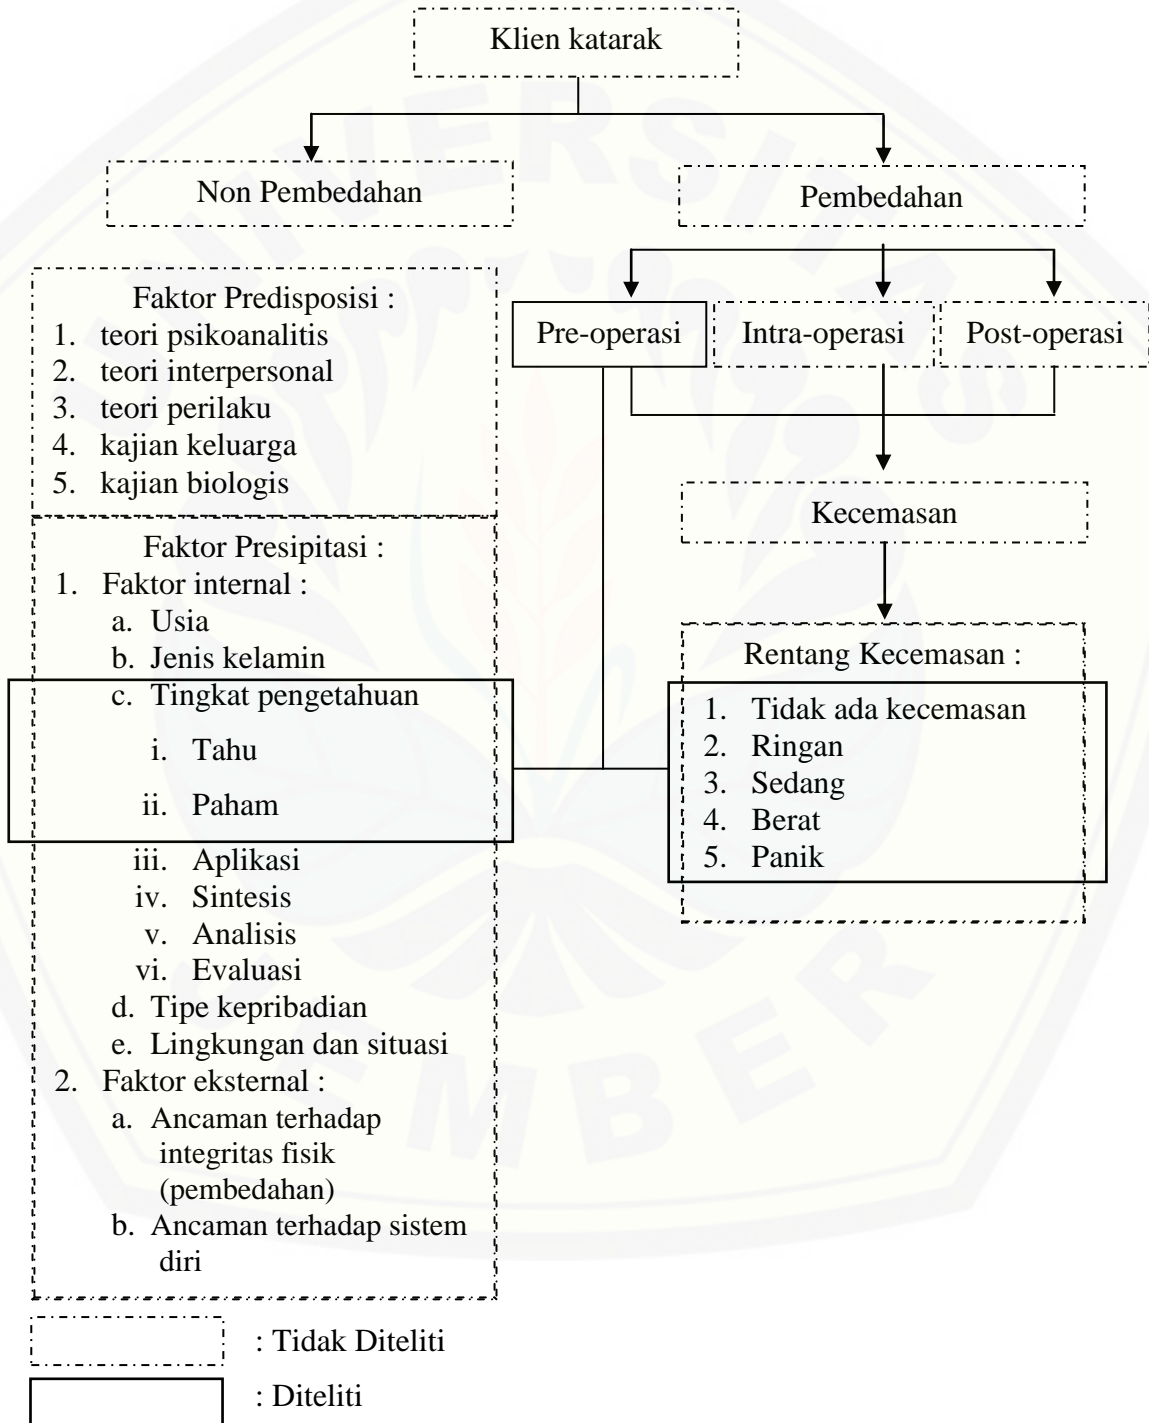 Klien katarak
Non Pembedahan
Pembedahan
Faktor Predisposisi :
1. teori psikoanalitis
2. teori interpersonal
3. teori perilaku
4. kajian keluarga
5. kajian biologis
Pre-operasi
Intra-operasi
Post-operasi
Kecemasan
Faktor Presipitasi :
1. Faktor internal :
a. Usia
b. Jenis kelamin
c. Tingkat pengetahuan
i. Tahu
ii. Paham
iii. Aplikasi
iv. Sintesis
v. Analisis
vi. Evaluasi
d. Tipe kepribadian
e. Lingkungan dan situasi
2. Faktor eksternal :
a. Ancaman terhadap
integritas fisik
(pembedahan)
b. Ancaman terhadap sistem
diri
Rentang Kecemasan :
1. Tidak ada kecemasan
2. Ringan
3. Sedang
4. Berat
5. Panik
: Tidak Diteliti
: Diteliti
UNIVERSITAS
JEMBER